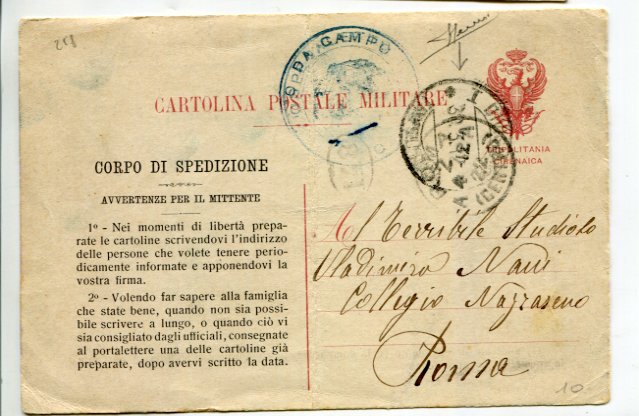 218
CARTOLINA POSTALE MILITARE
TRIPOLITANIA
CIRENAICA
CORPO DI SPEDIZIONE
AVVERTENZE PER IL MITTENTE
1º - Nei momenti di libertà prepa-
rate le cartoline scrivendovi l'indirizzo
delle persone che volete tenere perio-
dicamente informate e apponendovi la
vostra firma.
2º - Volendo far sapere alla famiglia
che state bene, quando non sia possi-
bile scrivere a lungo, o quando ciò vi
sia consigliato dagli ufficiali, consegnate
al portalettere una delle cartoline già
preparate, dopo avervi scritto la data.
Al Terribile Studioso
Vladimiro Nani
Collegio Nazzareno
Roma
10